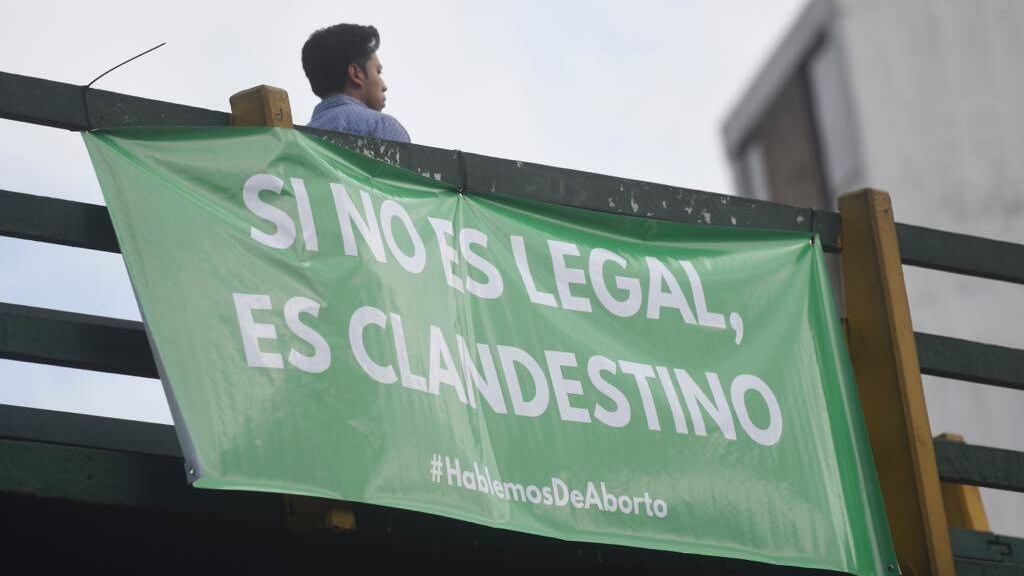 SI NO ES LEGAL,
ES CLANDESTINO
#HablemosDeAborto